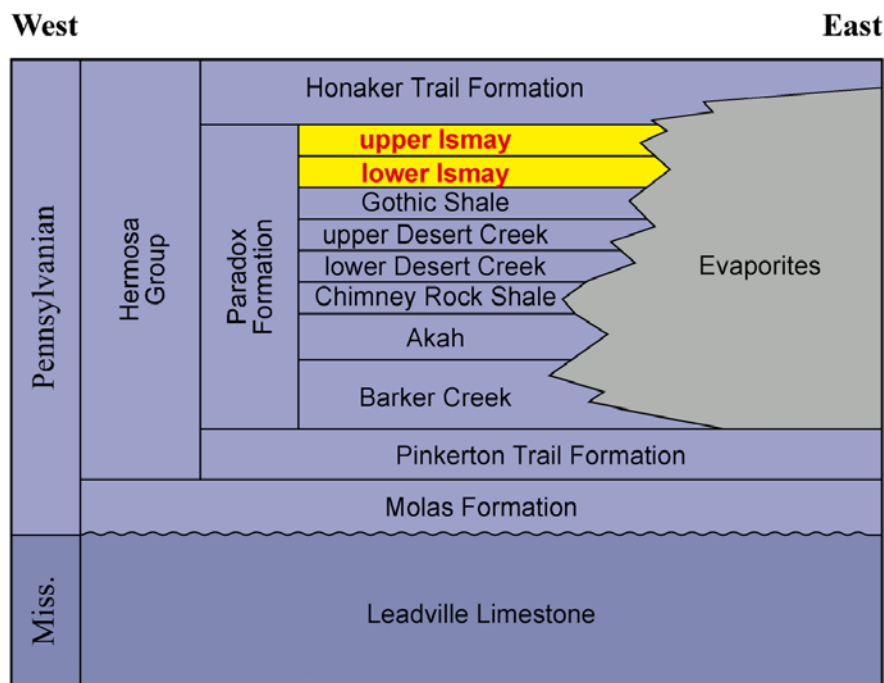 West
East
Honaker Trail Formation
upper Ismay
lower Ismay
Gothic Shale
upper Desert Creek
lower Desert Creek
Chimney Rock Shale
Akah
Barker Creek
Evaporites
Paradox
Formation
Hermosa
Group
Pennsylvanian
Pinkerton Trail Formation
Molas Formation
Miss.
Leadville Limestone